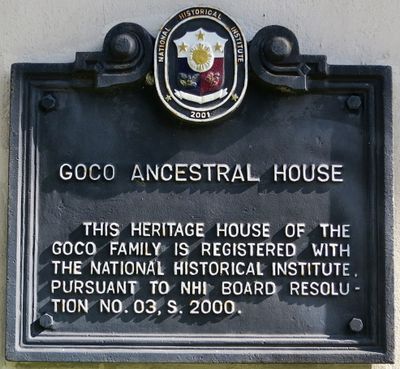 NATIONAL HISTORICAL INSTITUTE
2001
GOCO ANCESTRAL HOUSE
THIS HERITAGE HOUSE OF THE
GOCO FAMILY IS REGISTERED WITH
THE NATIONAL HISTORICAL INSTITUTE,
PURSUANT TO NHI BOARD RESOLU-
TION NO. 03, S. 2000.